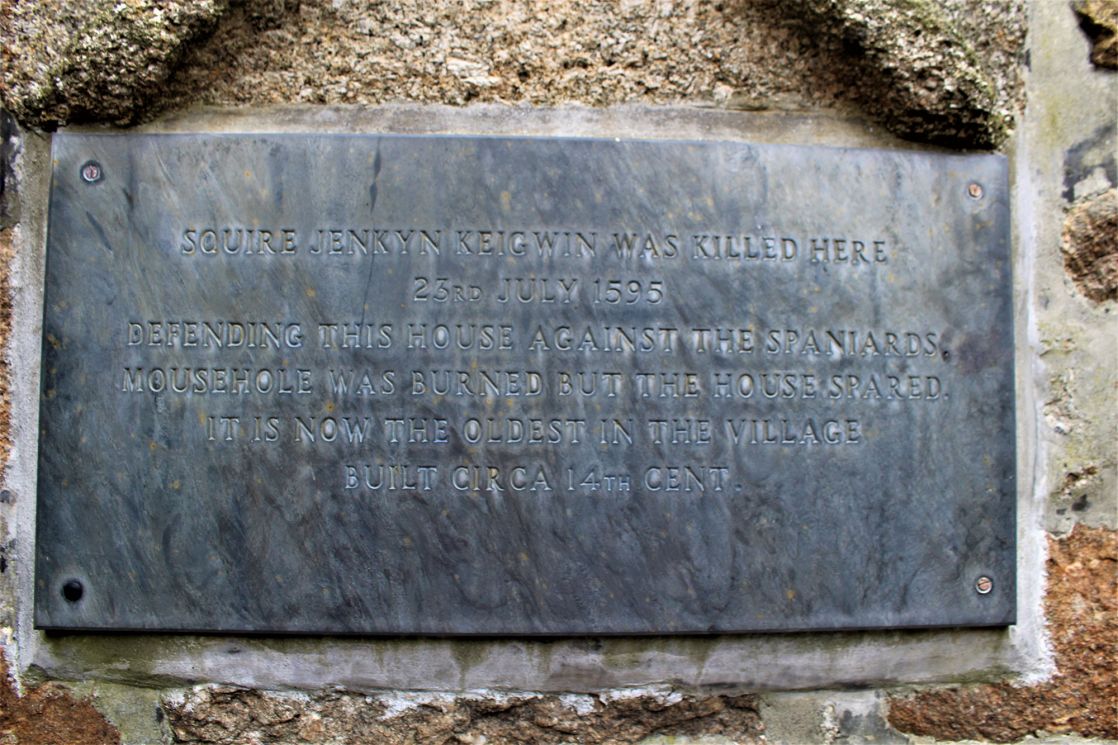 SQUIRE JENKYN KEIGWIN WAS KILLED HERE
23RD JULY 1595
DEFENDING THIS HOUSE AGAINST THE SPANIARDS.
MOUSEHOLE WAS BURNED BUT THE HOUSE SPARED.
IT IS NOW THE OLDEST IN THE VILLAGE
BUILT CIRCA 14TH CENT.